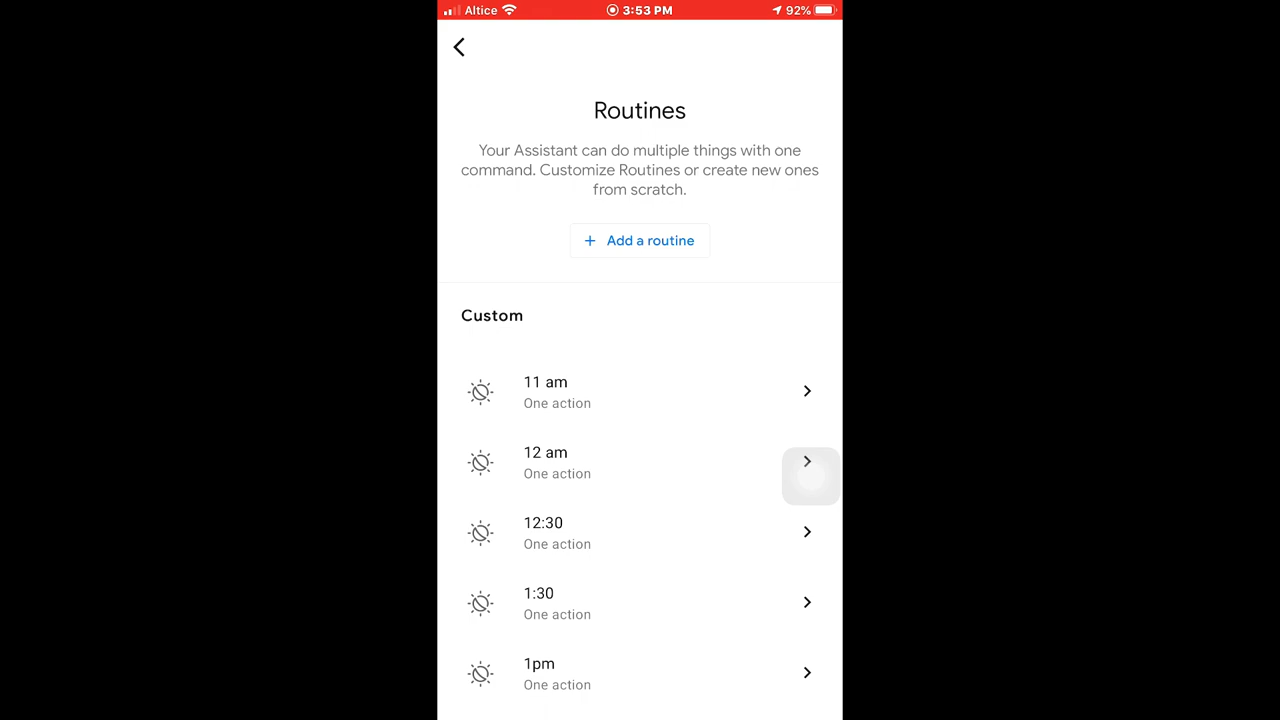 Altice 3:53 PM 92%
Routines
Your Assistant can do multiple things with one
command. Customize Routines or create new ones
from scratch.
+ Add a routine
Custom
11 am
One action
12 am
One action
12:30
One action
1:30
One action
1pm
One action